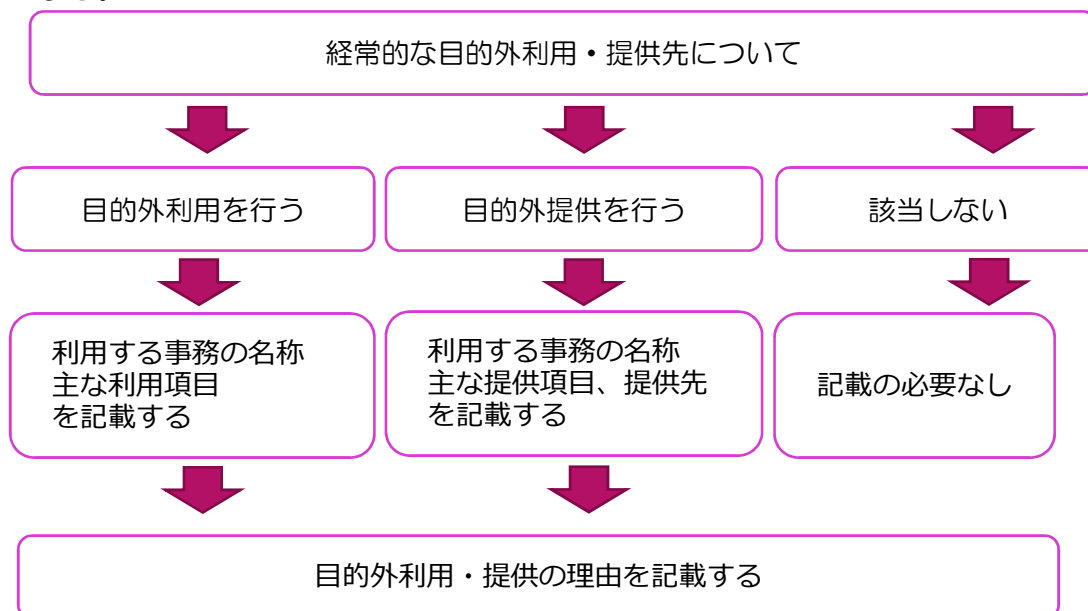 経常的な目的外利用・提供先について
目的外利用を行う
目的外提供を行う
該当しない
利用する事務の名称
主な利用項目
を記載する
利用する事務の名称
主な提供項目、提供先
を記載する
記載の必要なし
目的外利用・提供の理由を記載する